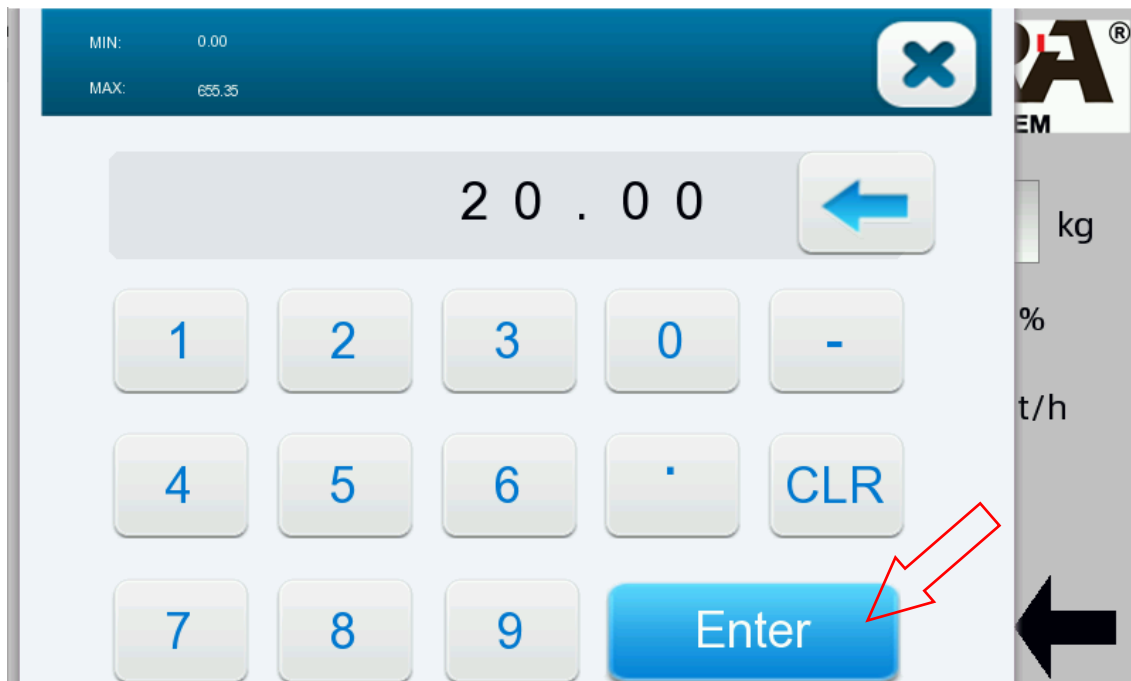 MIN: 0.00
MAX: 655.35
®
EM
20.00
kg
1 2 3 0 -
%
4 5 6 . CLR
t/h
7 8 9 Enter